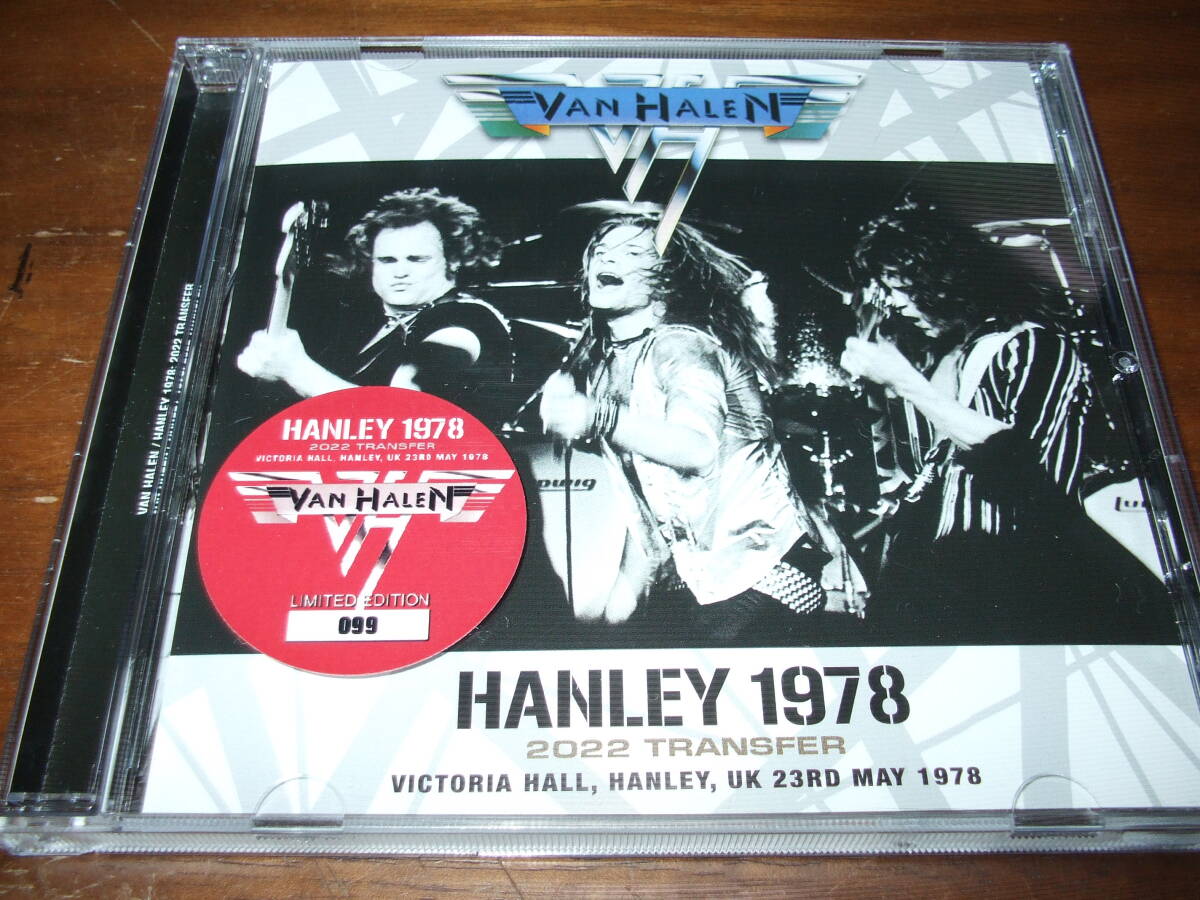 VAN HALEN
VAN HALEN / HANLEY 1978: 2022 TRANSFER
HANLEY 1978
2022 TRANSFER
VICTORIA HALL, HANLEY, UK 23RD MAY 1978
VAN HALEN
LIMITED EDITION
099
HANLEY 1978
2022 TRANSFER
VICTORIA HALL, HANLEY, UK 23RD MAY 1978